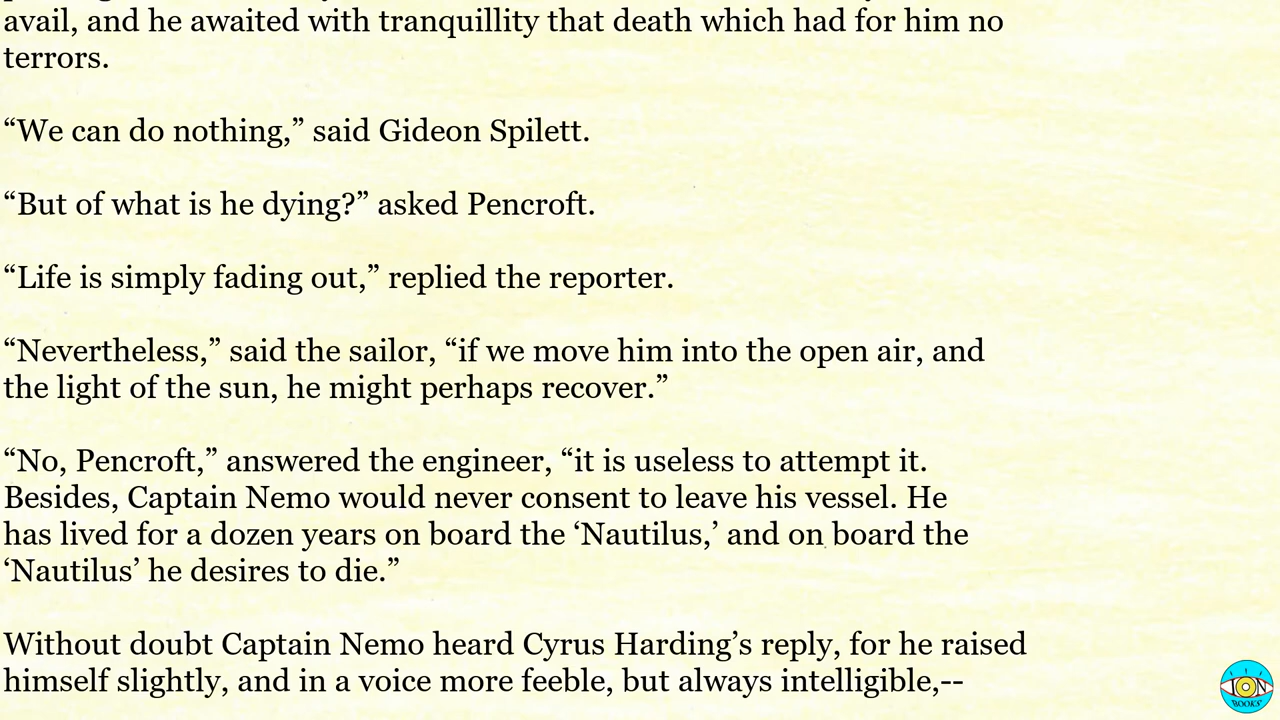 avail, and he awaited with tranquillity that death which had for him no
terrors.
“We can do nothing,” said Gideon Spilett.
“But of what is he dying?” asked Pencroft.
“Life is simply fading out,” replied the reporter.
“Nevertheless,” said the sailor, “if we move him into the open air, and
the light of the sun, he might perhaps recover.”
“No, Pencroft,” answered the engineer, “it is useless to attempt it.
Besides, Captain Nemo would never consent to leave his vessel. He
has lived for a dozen years on board the ‘Nautilus,’ and on board the
‘Nautilus’ he desires to die.”
Without doubt Captain Nemo heard Cyrus Harding’s reply, for he raised
himself slightly, and in a voice more feeble, but always intelligible,--
ION
BOOKS